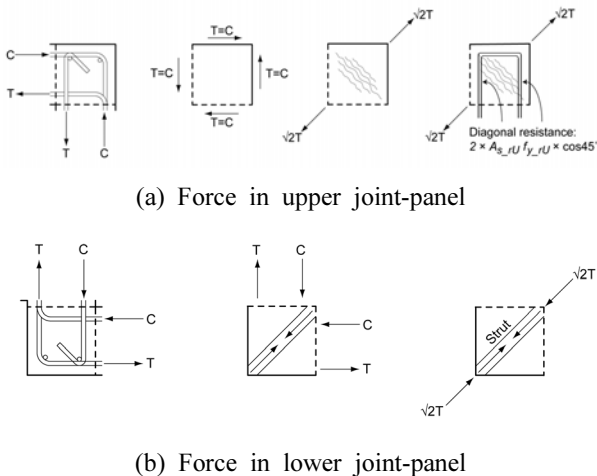 C
T
T
C
T=C
T=C
T=C
T=C
√2T
√2T
√2T
√2T
Diagonal resistance:
2 × A_s_rU f_y_rU × cos45°
(a) Force in upper joint-panel
T
C
C
T
T
C
C
T
Strut
√2T
√2T
(b) Force in lower joint-panel